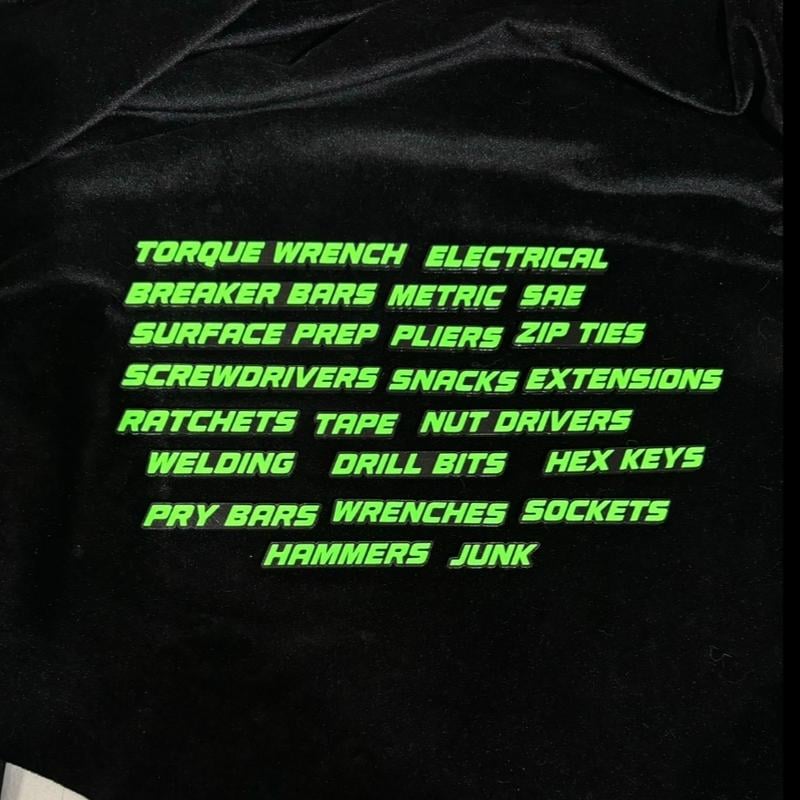 TORQUE WRENCH ELECTRICAL
BREAKER BARS METRIC SAE
SURFACE PREP PLIERS ZIP TIES
SCREWDRIVERS SNACKS EXTENSIONS
RATCHETS TAPE NUT DRIVERS
WELDING DRILL BITS HEX KEYS
PRY BARS WRENCHES SOCKETS
HAMMERS JUNK